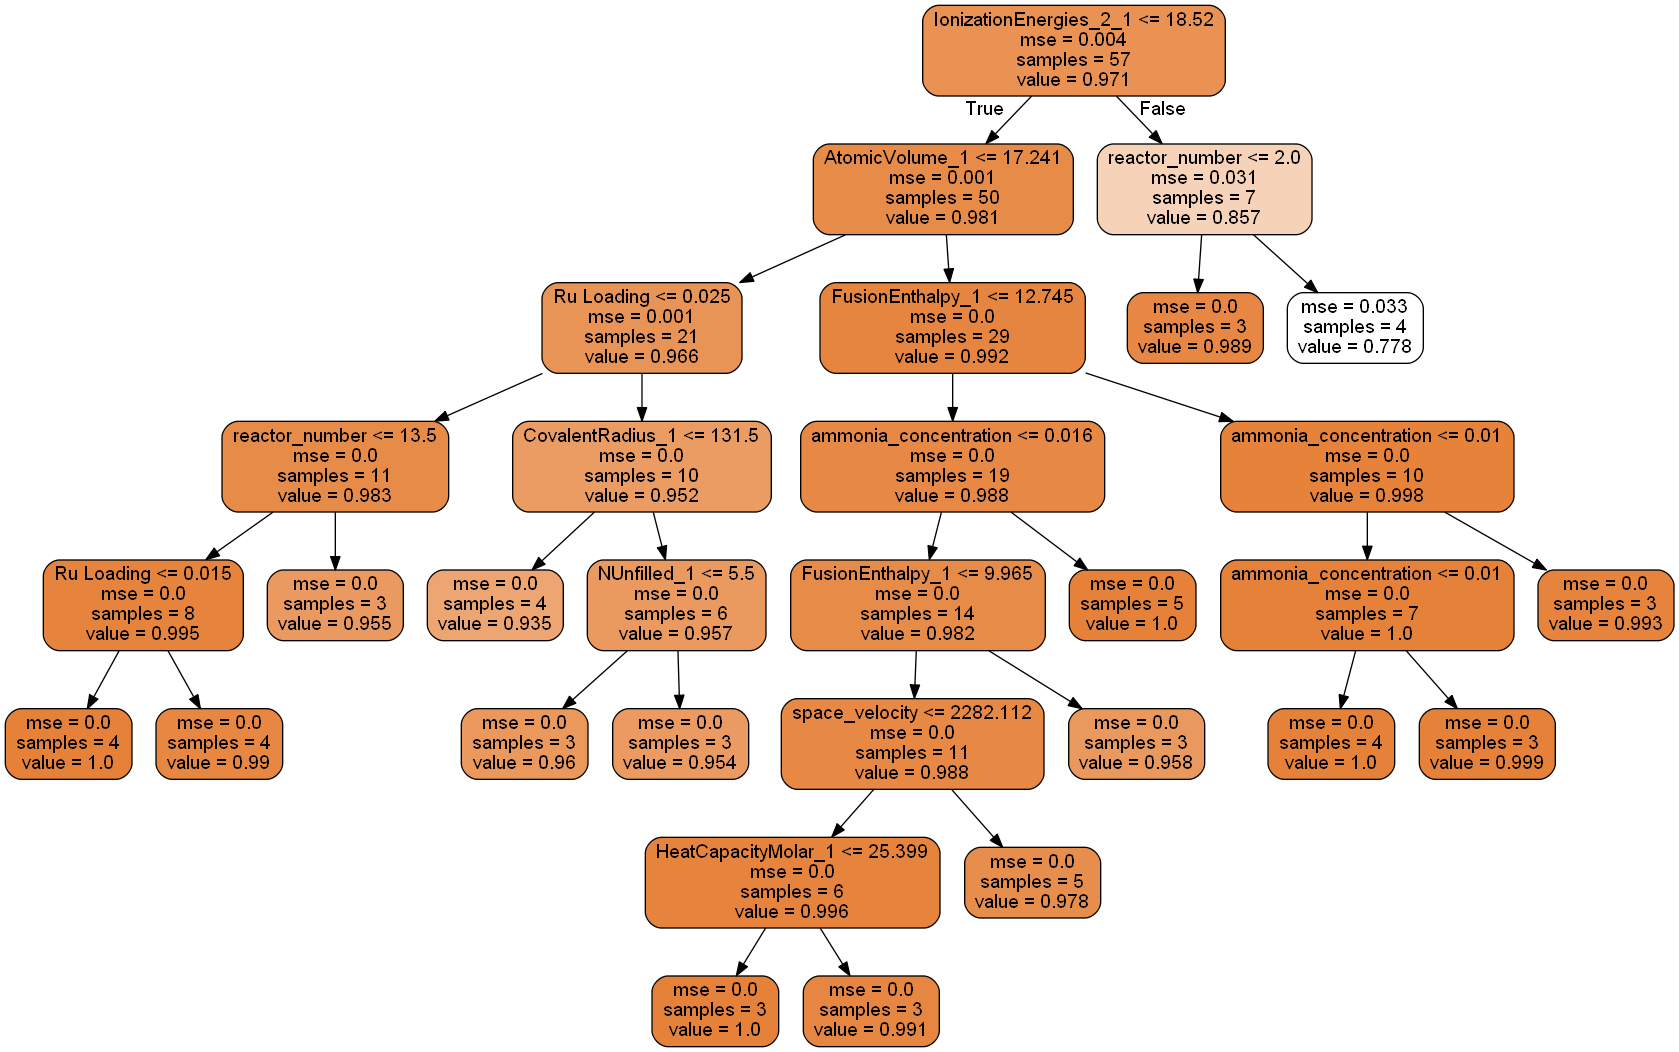 IonizationEnergies_2_1 <= 18.52
mse = 0.004
samples = 57
value = 0.971
True
False
AtomicVolume_1 <= 17.241
mse = 0.001
samples = 50
value = 0.981
reactor_number <= 2.0
mse = 0.031
samples = 7
value = 0.857
Ru Loading <= 0.025
mse = 0.001
samples = 21
value = 0.966
FusionEnthalpy_1 <= 12.745
mse = 0.0
samples = 29
value = 0.992
mse = 0.0
samples = 3
value = 0.989
mse = 0.033
samples = 4
value = 0.778
reactor_number <= 13.5
mse = 0.0
samples = 11
value = 0.983
CovalentRadius_1 <= 131.5
mse = 0.0
samples = 10
value = 0.952
ammonia_concentration <= 0.016
mse = 0.0
samples = 19
value = 0.988
ammonia_concentration <= 0.01
mse = 0.0
samples = 10
value = 0.998
Ru Loading <= 0.015
mse = 0.0
samples = 8
value = 0.995
mse = 0.0
samples = 3
value = 0.955
mse = 0.0
samples = 4
value = 0.935
NUnfilled_1 <= 5.5
mse = 0.0
samples = 6
value = 0.957
FusionEnthalpy_1 <= 9.965
mse = 0.0
samples = 14
value = 0.982
mse = 0.0
samples = 5
value = 1.0
ammonia_concentration <= 0.01
mse = 0.0
samples = 7
value = 1.0
mse = 0.0
samples = 3
value = 0.993
mse = 0.0
samples = 4
value = 1.0
mse = 0.0
samples = 4
value = 0.99
mse = 0.0
samples = 3
value = 0.96
mse = 0.0
samples = 3
value = 0.954
space_velocity <= 2282.112
mse = 0.0
samples = 11
value = 0.988
mse = 0.0
samples = 3
value = 0.958
mse = 0.0
samples = 4
value = 1.0
mse = 0.0
samples = 3
value = 0.999
HeatCapacityMolar_1 <= 25.399
mse = 0.0
samples = 6
value = 0.996
mse = 0.0
samples = 5
value = 0.978
mse = 0.0
samples = 3
value = 1.0
mse = 0.0
samples = 3
value = 0.991